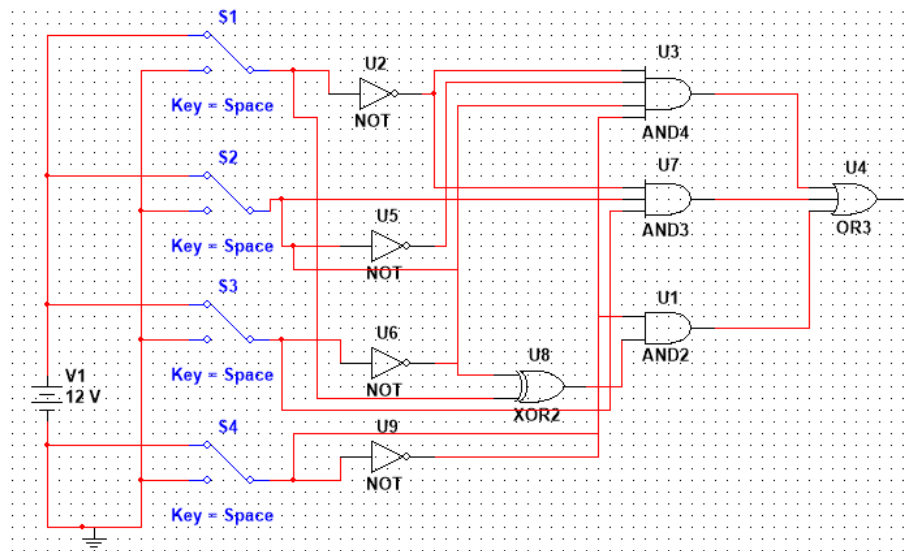 S1
Key = Space
U2
NOT
U3
AND4
S2
Key = Space
U5
NOT
U7
AND3
U4
OR3
S3
Key = Space
U6
NOT
U8
XOR2
U1
AND2
V1
12 V
S4
Key = Space
U9
NOT